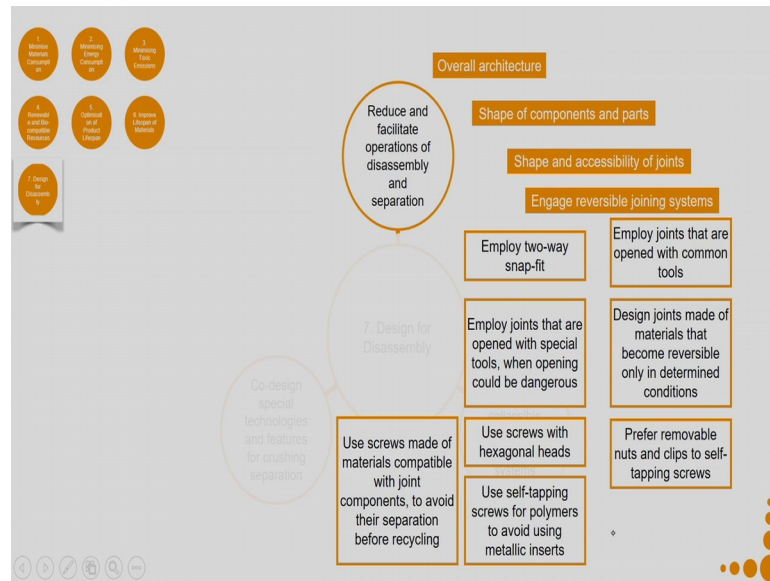 1.
Minimise
Materials
Consumpti
on
2.
Minimising
Energy
Consumpti
on
3.
Minimising
Toxic
Emissions
4.
Renewabl
e and Bio-
compatible
Resources
5.
Optimisati
on of
Product
Lifespan
6. Improve
Lifespan of
Materials
7. Design
for
Disassemb
ly
Overall architecture
Reduce and
facilitate
operations of
disassembly
and
separation
Shape of components and parts
Shape and accessibility of joints
Engage reversible joining systems
Employ two-way
snap-fit
Employ joints that are
opened with common
tools
7. Design for
Disassembly
Employ joints that are
opened with special
tools, when opening
could be dangerous
Design joints made of
materials that
become reversible
only in determined
conditions
Co-design
special
technologies
and features
for crushing
separation
Use screws made of
materials compatible
with joint
components, to avoid
their separation
before recycling
Use screws with
hexagonal heads
systems
Prefer removable
nuts and clips to self-
tapping screws
Use self-tapping
screws for polymers
to avoid using
metallic inserts